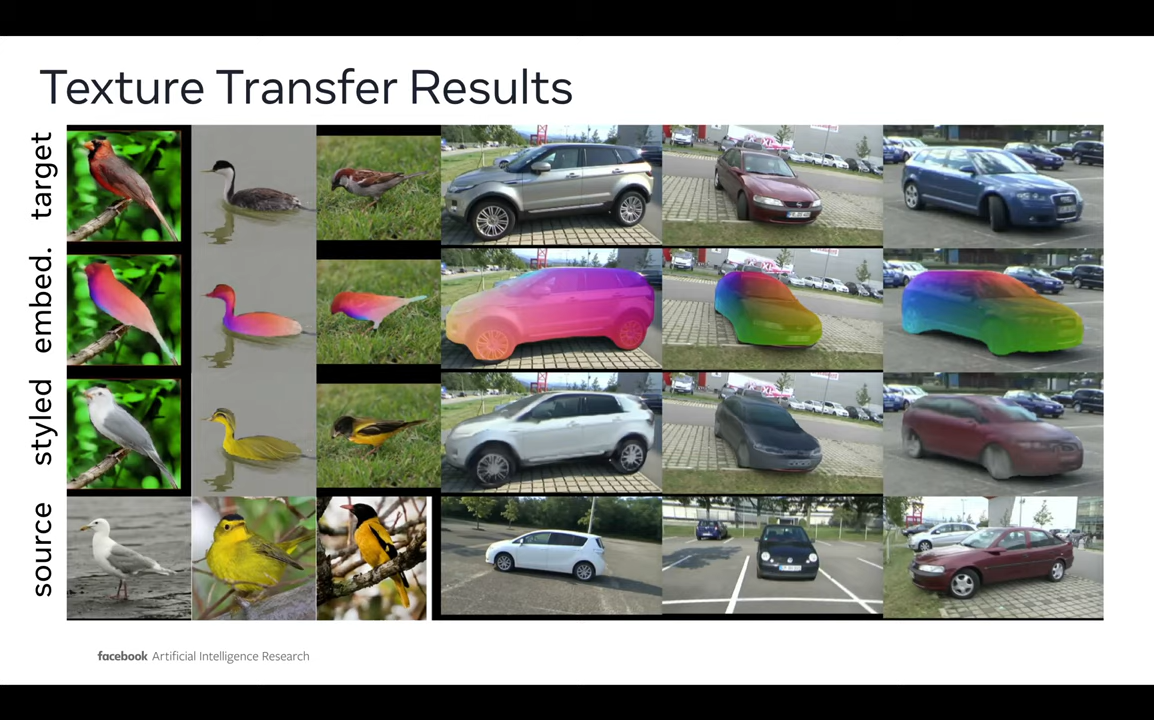 Texture Transfer Results
target
embed.
styled
source
facebook Artificial Intelligence Research